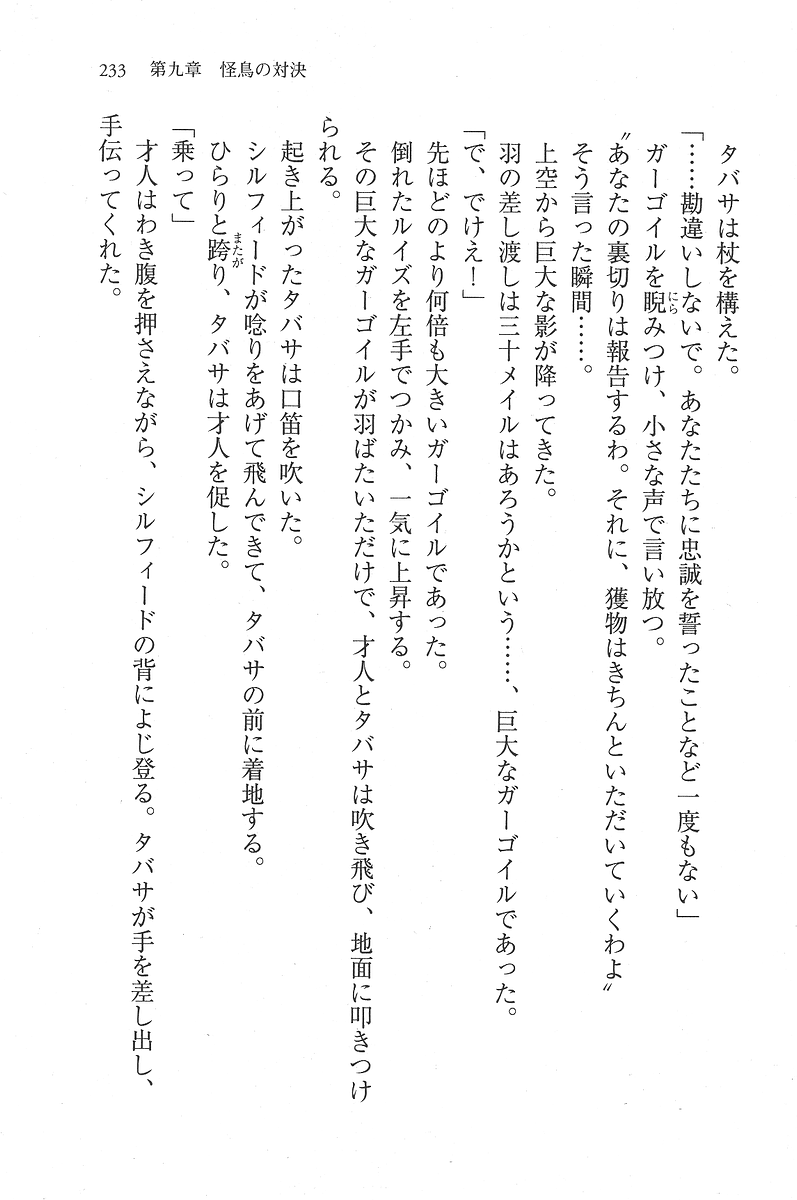 233　第九章　怪鳥の対決
　タバサは杖を構えた。
「……勘違いしないで。あなたたちに忠誠を誓ったことなど一度もない」
　ガーゴイルを睨みつけ、小さな声で言い放つ。
にら
〝あなたの裏切りは報告するわ。それに、獲物はきちんといただいていくわよ〟
　そう言った瞬間……。
　上空から巨大な影が降ってきた。
　羽の差し渡しは三十メイルはあろうかという……、巨大なガーゴイルであった。
「で、でけえ！」
　先ほどのより何倍も大きいガーゴイルであった。
　倒れたルイズを左手でつかみ、一気に上昇する。
　その巨大なガーゴイルが羽ばたいただけで、才人とタバサは吹き飛び、地面に叩きつけ
られる。
　起き上がったタバサは口笛を吹いた。
　シルフィードが唸りをあげて飛んできて、タバサの前に着地する。
　ひらりと跨り、タバサは才人を促した。
またが
「乗って」
　才人はわき腹を押さえながら、シルフィードの背によじ登る。タバサが手を差し出し、
手伝ってくれた。